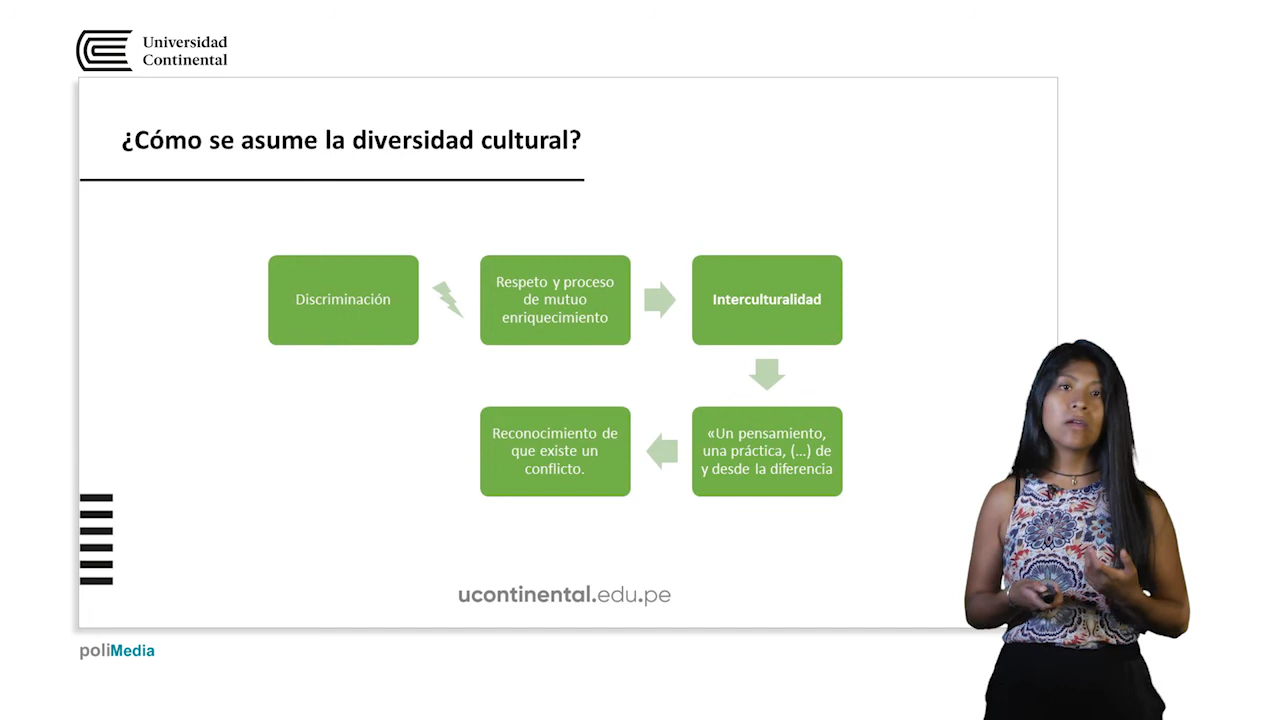 Universidad
Continental
¿Cómo se asume la diversidad cultural?
Discriminación
Respeto y proceso
de mutuo
enriquecimiento
Interculturalidad
Reconocimiento de
que existe un
conflicto.
«Un pensamiento,
una práctica, (...) de
y desde la diferencia
ucontinental.edu.pe
poliMedia